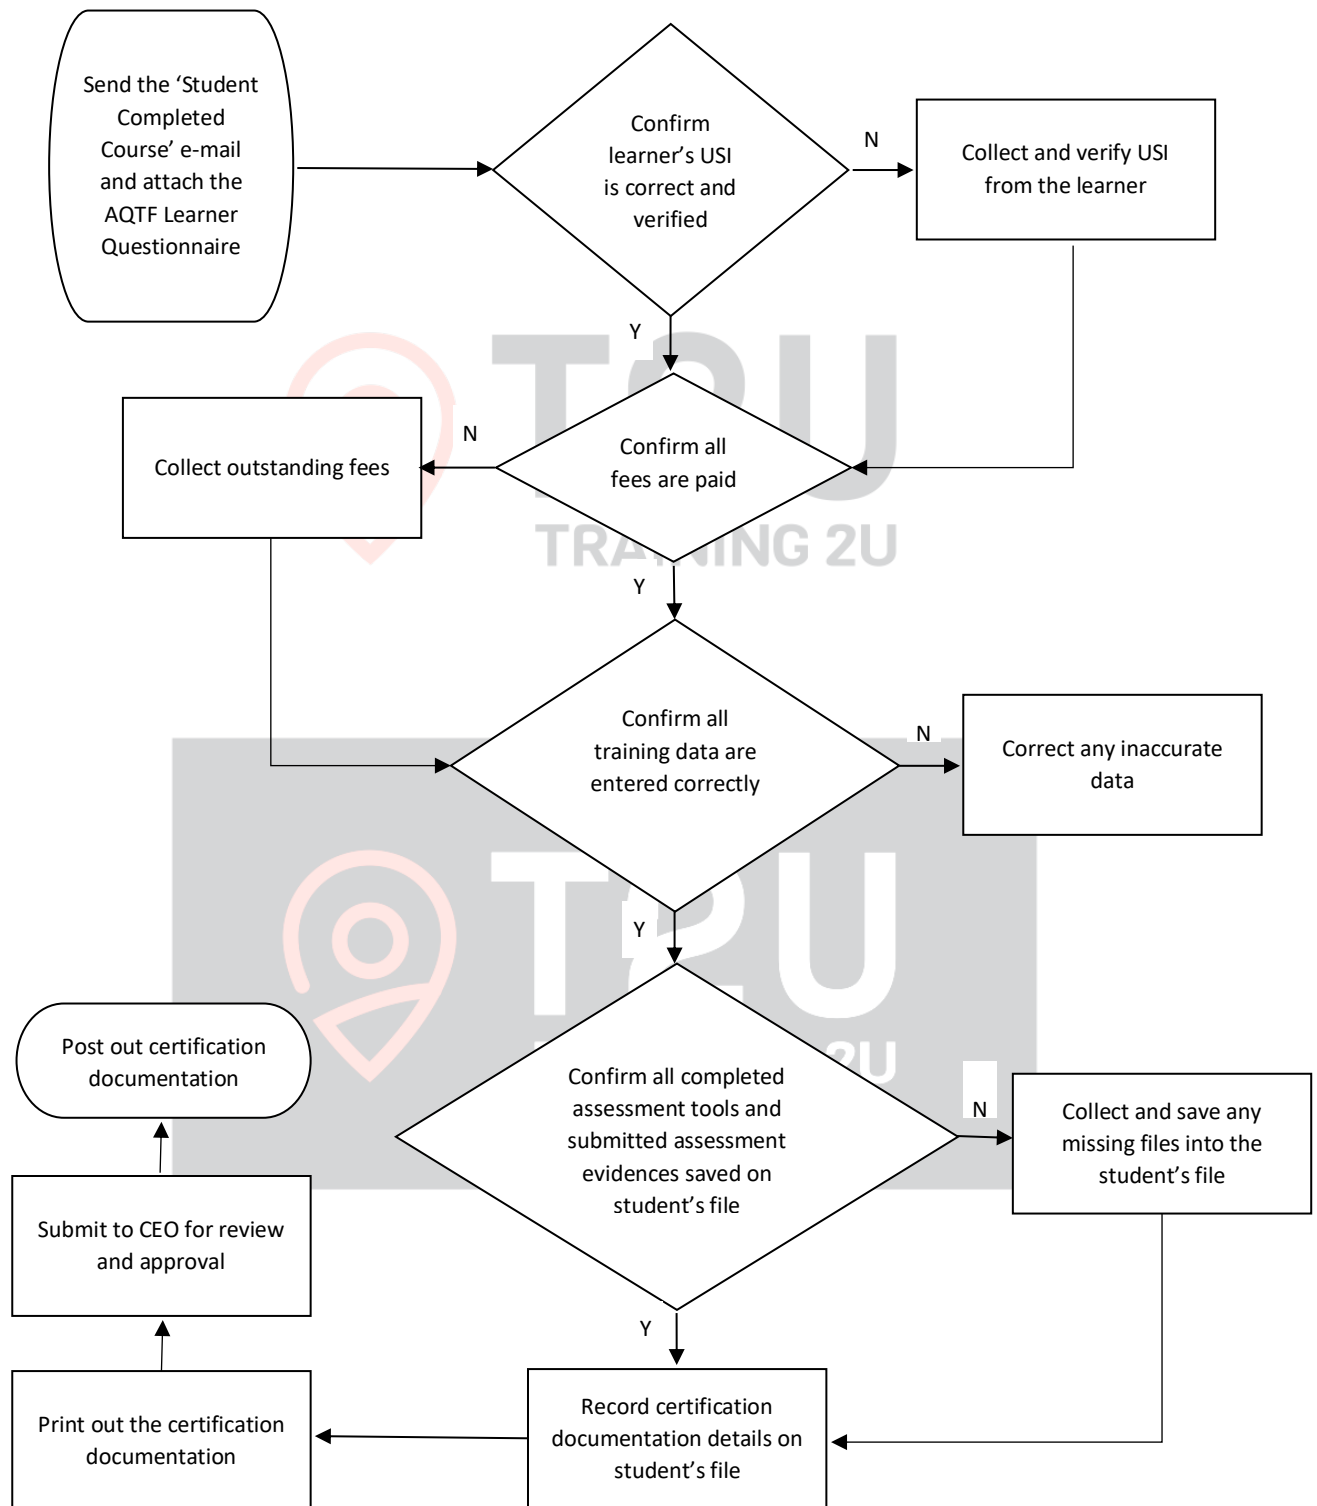 Send the ‘Student
Completed
Course’ e-mail
and attach the
AQTF Learner
Questionnaire
Confirm
learner’s USI
is correct and
verified
N
Collect and verify USI
from the learner
Y
T2U
TRAINING 2U
Collect outstanding fees
N
Confirm all
fees are paid
Y
Confirm all
training data are
entered correctly
N
Correct any inaccurate
data
Y
T2U
2U
Post out certification
documentation
Confirm all completed
assessment tools and
submitted assessment
evidences saved on
student’s file
N
Collect and save any
missing files into the
student’s file
Submit to CEO for review
and approval
Y
Print out the certification
documentation
Record certification
documentation details on
student’s file